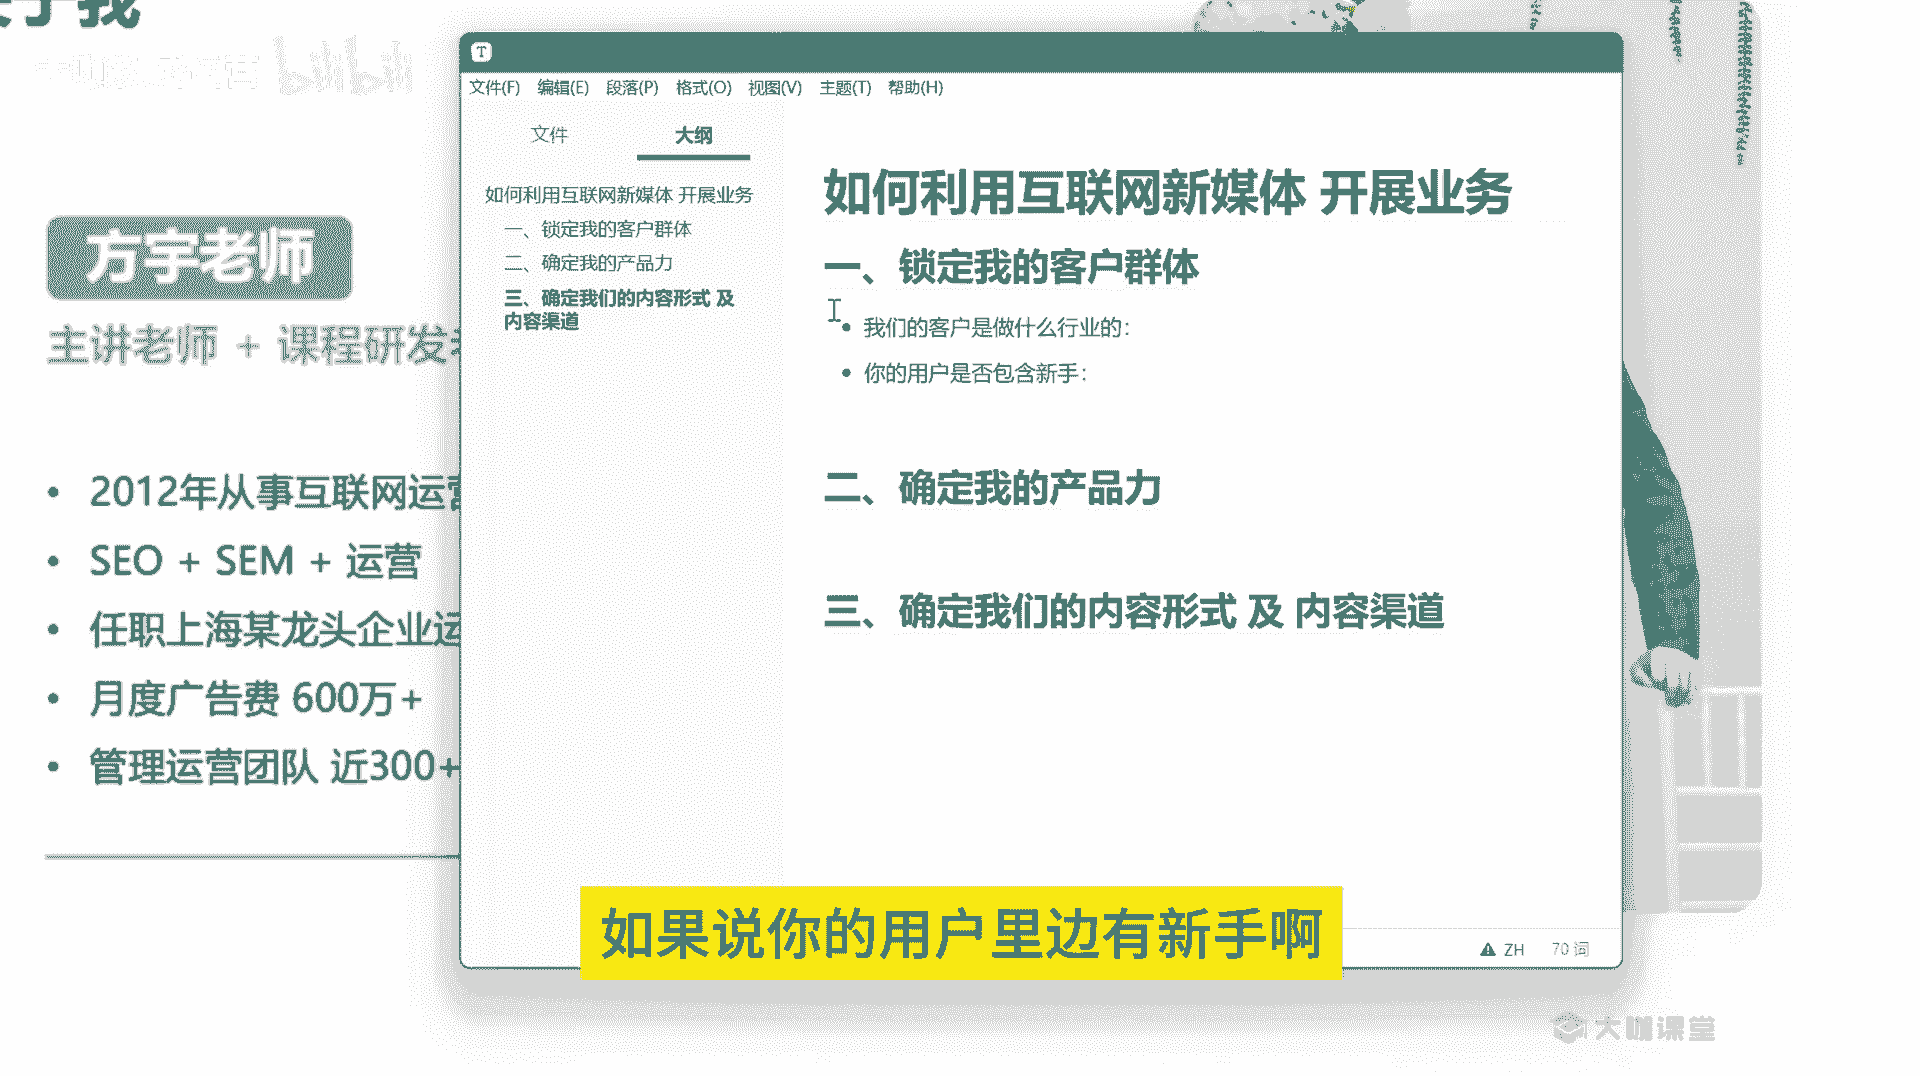 bilibili
方宇老师
主讲老师 + 课程研发
2012年从事互联网运营
SEO + SEM + 运营
任职上海某龙头企业运
月度广告费 600万+
管理运营团队 近300+
T
文件(F) 编辑(E) 段落(P) 格式(O) 视图(V) 主题(T) 帮助(H)
文件 大纲
如何利用互联网新媒体 开展业务
一、锁定我的客户群体
二、确定我的产品力
三、确定我们的内容形式 及
内容渠道
如何利用互联网新媒体 开展业务
一、锁定我的客户群体
我们的客户是做什么行业的：
你的用户是否包含新手：
二、确定我的产品力
三、确定我们的内容形式 及 内容渠道
ZH 70 词
如果说你的用户里边有新手啊
大咖课堂